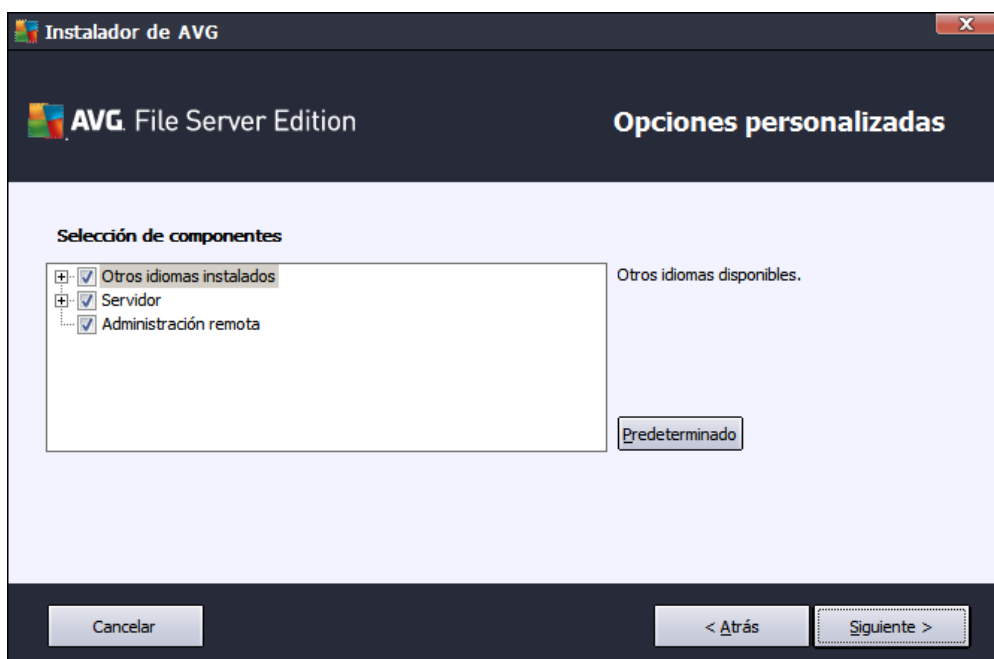 Instalador de AVG
AVG. File Server Edition
Opciones personalizadas
Selección de componentes
Otros idiomas instalados
Servidor
Administración remota
Otros idiomas disponibles.
Predeterminado
Cancelar
< Atrás
Siguiente >